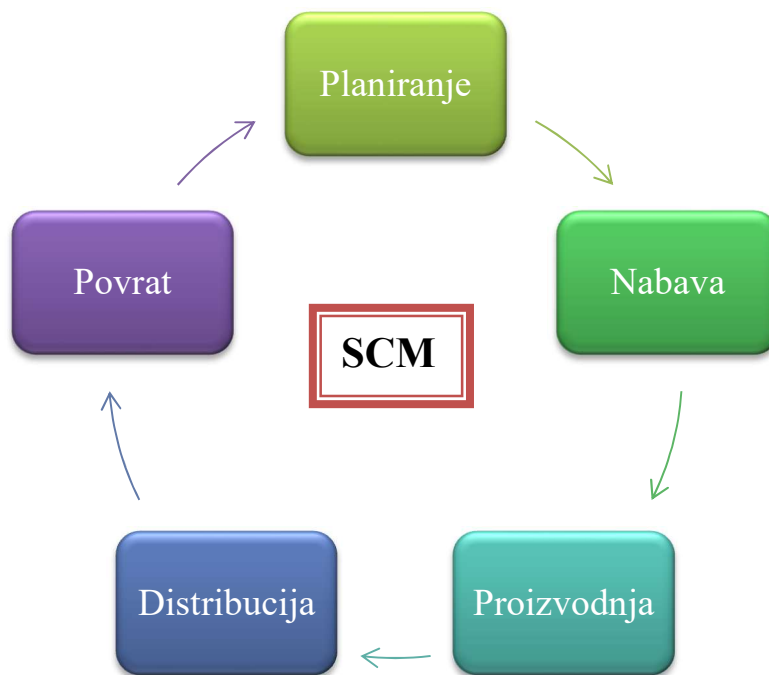 Planiranje
Nabava
Proizvodnja
Distribucija
Povrat
SCM